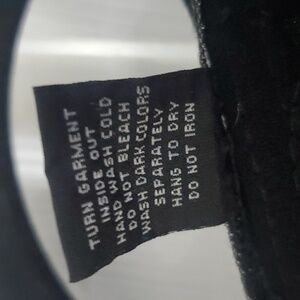 TURN GARMENT
INSIDE OUT
HAND WASH COLD
DO NOT BLEACH
WASH DARK COLORS
SEPARATELY
HANG TO DRY
DO NOT IRON